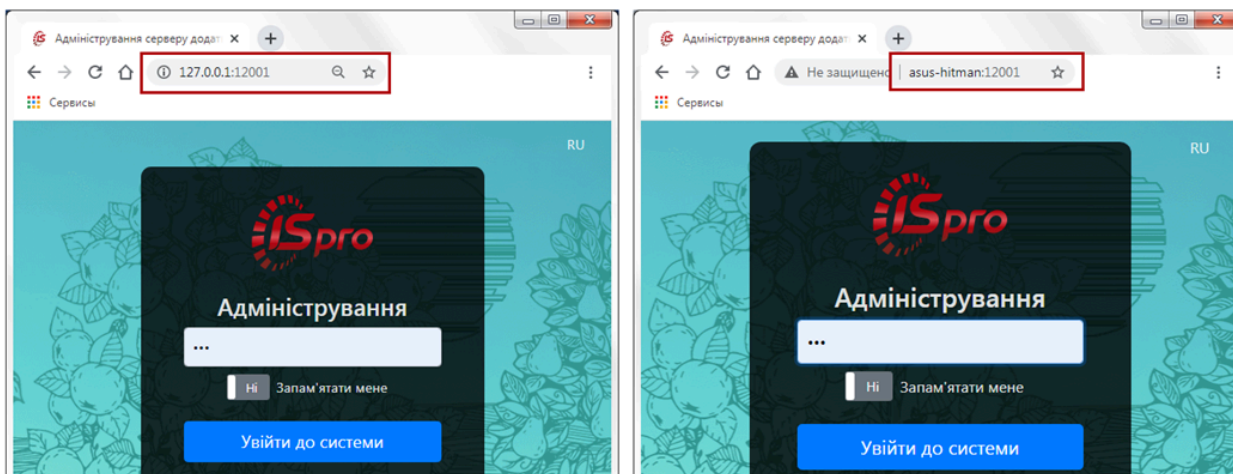 Адміністрування серверу додат
127.0.0.1:12001
Сервисы
RU
iSpro
Адміністрування
•••
Ні Запам'ятати мене
Увійти до системи
Адміністрування серверу додат
Не защищено asus-hitman:12001
Сервисы
RU
iSpro
Адміністрування
•••
Ні Запам'ятати мене
Увійти до системи